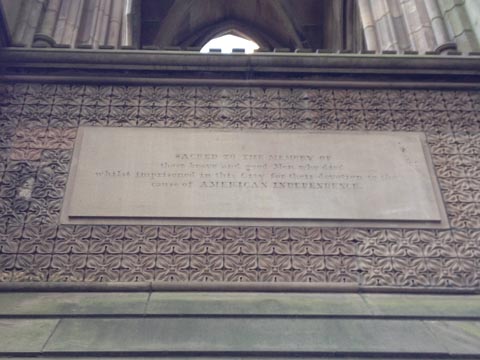 SACRED TO THE MEMORY OF
those brave and good Men who died
whilst imprisoned in this City for their devotion to the
cause of AMERICAN INDEPENDENCE.